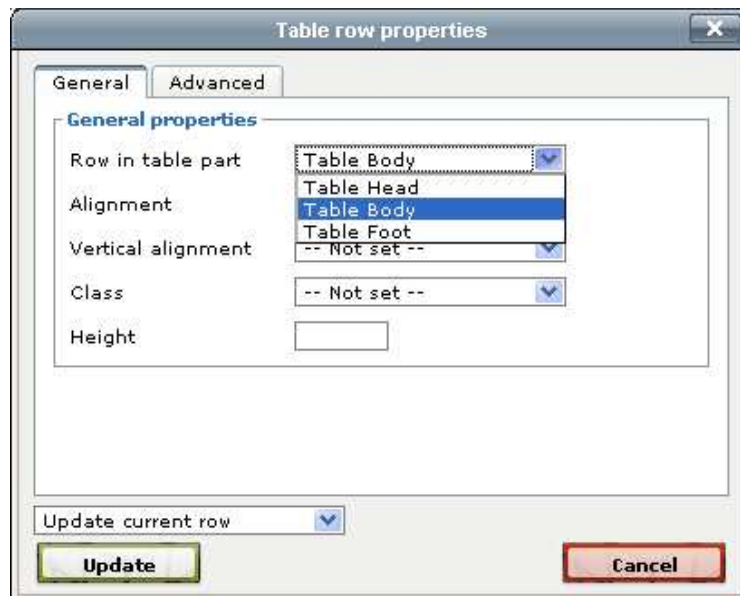 Table row properties
General Advanced
General properties
Row in table part Table Body
Table Head
Alignment Table Body
Table Foot
Vertical alignment -- Not set --
Class -- Not set --
Height
Update current row
Update Cancel